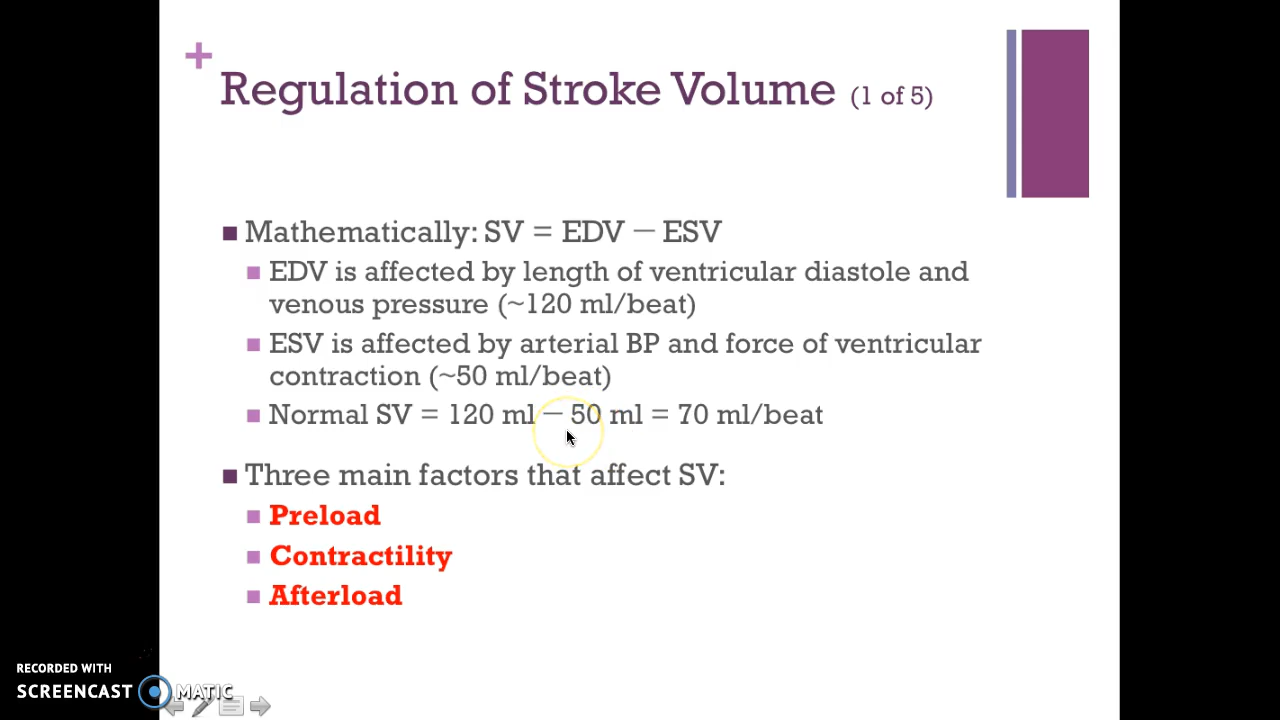 +
Regulation of Stroke Volume (1 of 5)
■ Mathematically: SV = EDV − ESV
■ EDV is affected by length of ventricular diastole and
venous pressure (~120 ml/beat)
■ ESV is affected by arterial BP and force of ventricular
contraction (~50 ml/beat)
■ Normal SV = 120 ml − 50 ml = 70 ml/beat
■ Three main factors that affect SV:
■ Preload
■ Contractility
■ Afterload
RECORDED WITH
SCREENCAST MATIC